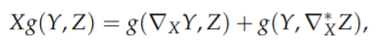 Xg(Y, Z) = g(∇_X Y, Z) + g(Y, ∇*_X Z),